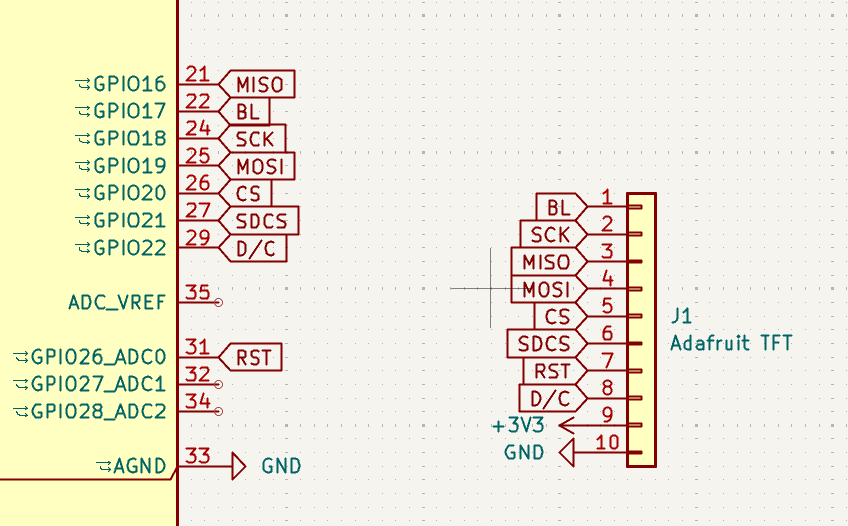 GPIO16 21 MISO
GPIO17 22 BL
GPIO18 24 SCK
GPIO19 25 MOSI
GPIO20 26 CS
GPIO21 27 SDCS
GPIO22 29 D/C
ADC_VREF 35
GPIO26_ADC0 31 RST
GPIO27_ADC1 32
GPIO28_ADC2 34
AGND 33 GND
BL 1
SCK 2
MISO 3
MOSI 4
CS 5
SDCS 6
RST 7
D/C 8
+3V3 9
GND 10
J1
Adafruit TFT